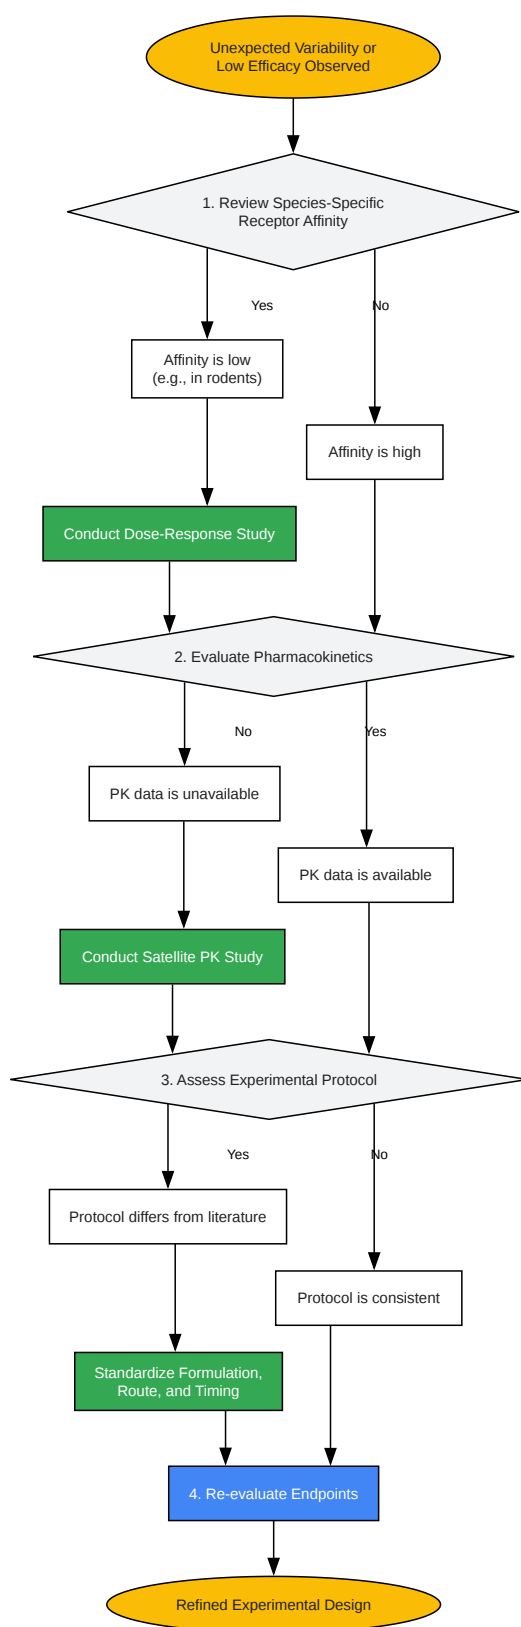 Unexpected Variability or
Low Efficacy Observed
1. Review Species-Specific
Receptor Affinity
Yes
No
Affinity is low
(e.g., in rodents)
Affinity is high
Conduct Dose-Response Study
2. Evaluate Pharmacokinetics
No
Yes
PK data is unavailable
PK data is available
Conduct Satellite PK Study
3. Assess Experimental Protocol
Yes
No
Protocol differs from literature
Protocol is consistent
Standardize Formulation,
Route, and Timing
4. Re-evaluate Endpoints
Refined Experimental Design